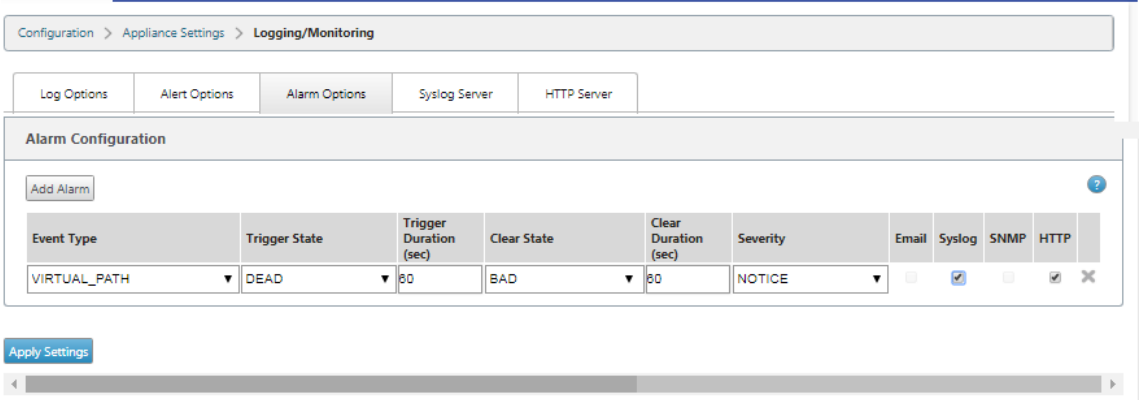 Configuration > Appliance Settings > Logging/Monitoring
Log Options Alert Options Alarm Options Syslog Server HTTP Server
Alarm Configuration
Add Alarm ?
Event Type Trigger State Trigger Duration (sec) Clear State Clear Duration (sec) Severity Email Syslog SNMP HTTP
VIRTUAL_PATH DEAD 60 BAD 60 NOTICE
Apply Settings